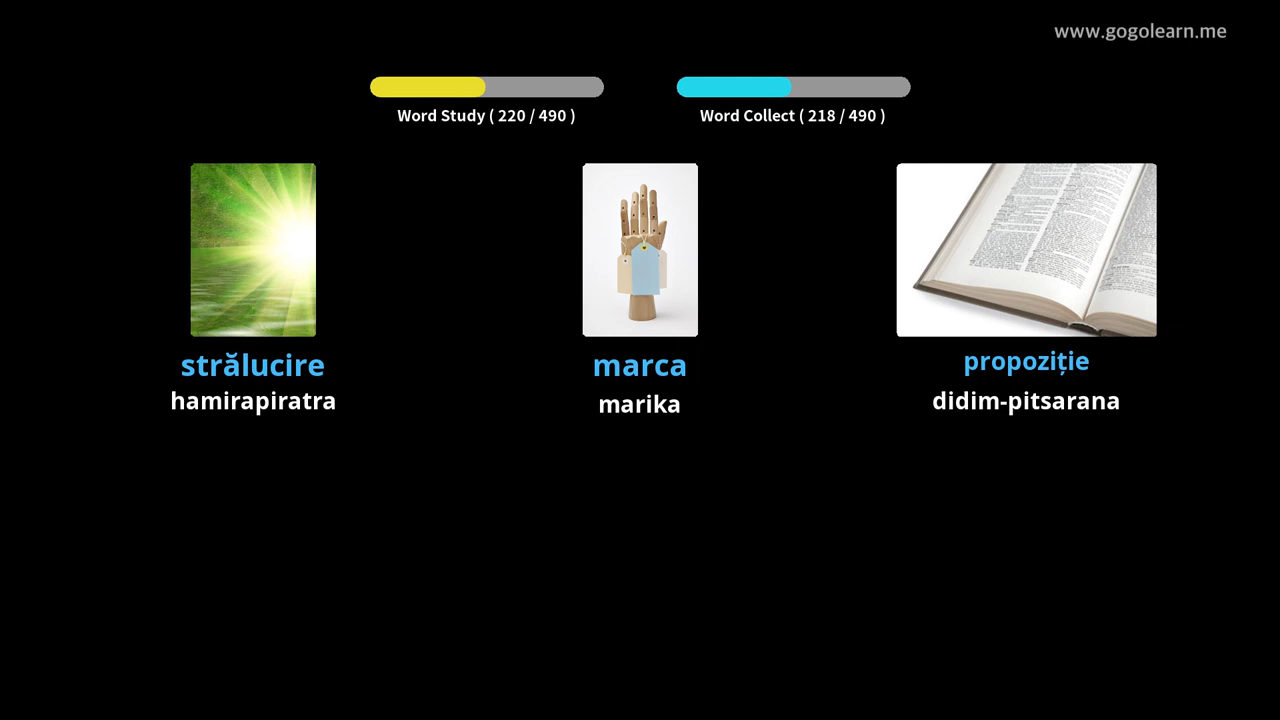 www.gogolearn.me
Word Study ( 220 / 490 )
Word Collect ( 218 / 490 )
strălucire
hamirapiratra
marca
marika
propoziție
didim-pitsarana